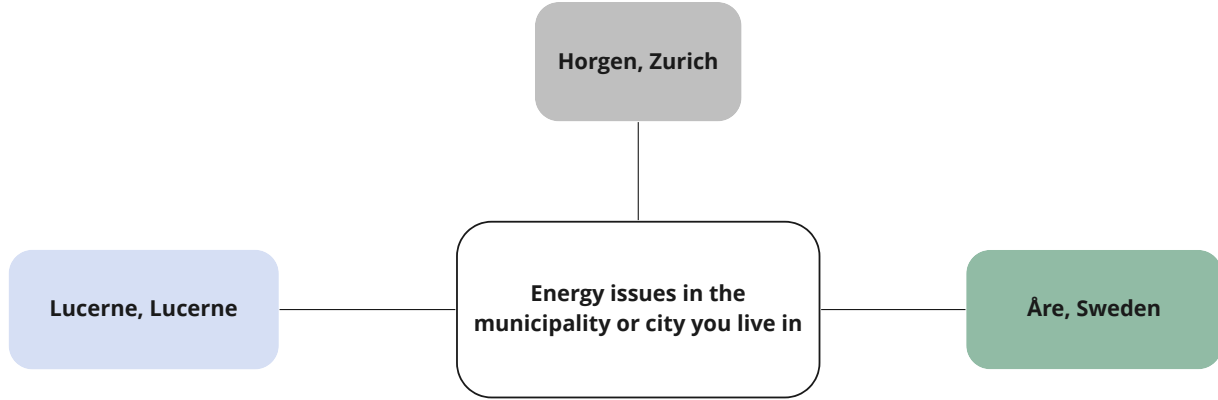 Horgen, Zurich
Lucerne, Lucerne
Energy issues in the
municipality or city you live in
Åre, Sweden